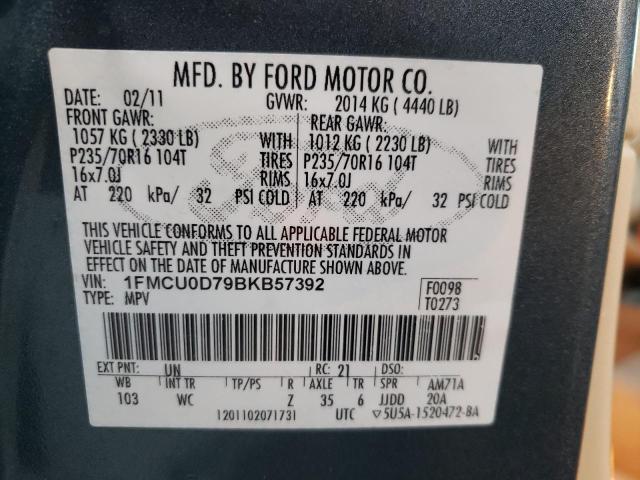 MFD. BY FORD MOTOR CO.
DATE: 02/11 GVWR: 2014 KG ( 4440 LB)
FRONT GAWR: REAR GAWR:
1057 KG ( 2330 LB) WITH 1012 KG ( 2230 LB) WITH
P235/70R16 104T TIRES P235/70R16 104T TIRES
16x7.0J RIMS 16x7.0J RIMS
AT 220 kPa/ 32 PSI COLD AT 220 kPa/ 32 PSI COLD
Ford
THIS VEHICLE CONFORMS TO ALL APPLICABLE FEDERAL MOTOR
VEHICLE SAFETY AND THEFT PREVENTION STANDARDS IN
EFFECT ON THE DATE OF MANUFACTURE SHOWN ABOVE.
VIN: 1FMCU0D79BKB57392 F0098
TYPE: MPV T0273
EXT PNT: UN RC: 21 DSO:
WB INT TR TP/PS R AXLE TR SPR AM71A
103 WC Z 35 6 JJDD 20A
1201102071731 UTC ▽5U5A-1520472-BA